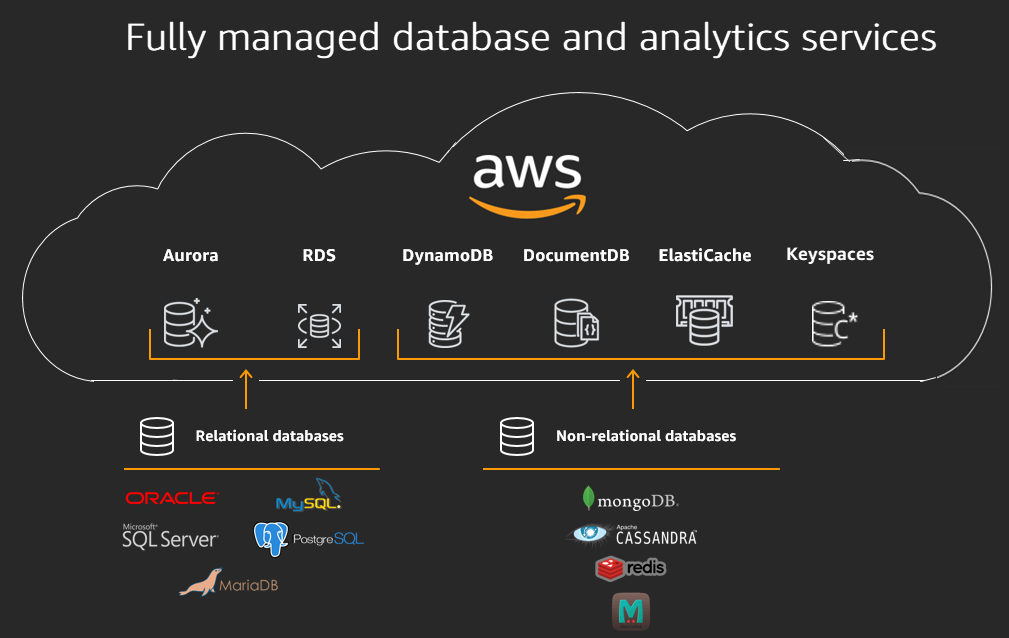 Fully managed database and analytics services
aws
Aurora
RDS
DynamoDB
DocumentDB
ElastiCache
Keyspaces
{}
C*
Relational databases
Non-relational databases
ORACLE®
MySQL®
Microsoft®
SQL Server®
PostgreSQL
MariaDB
mongoDB®
Apache
CASSANDRA™
redis
M